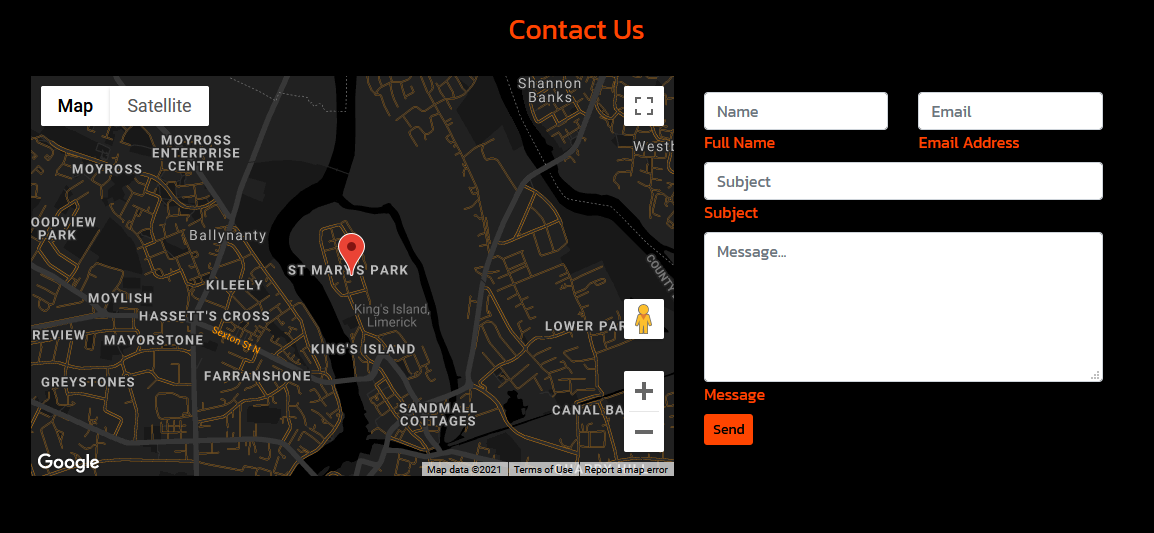 Contact Us
Map
Satellite
Shannon
Banks
MOYROSS
ENTERPRISE
CENTRE
MOYROSS
Westb
OODVIEW
PARK
Ballynanty
ST MARY'S PARK
COUNTY
KILEELY
MOYLISH
King's Island,
Limerick
HASSETT'S CROSS
LOWER PAR
REVIEW
MAYORSTONE
Sexton St N
KING'S ISLAND
GREYSTONES
FARRANSHONE
SANDMALL
COTTAGES
CANAL BA
Google
Map data ©2021
Terms of Use
Report a map error
Name
Email
Full Name
Email Address
Subject
Subject
Message...
Message
Send